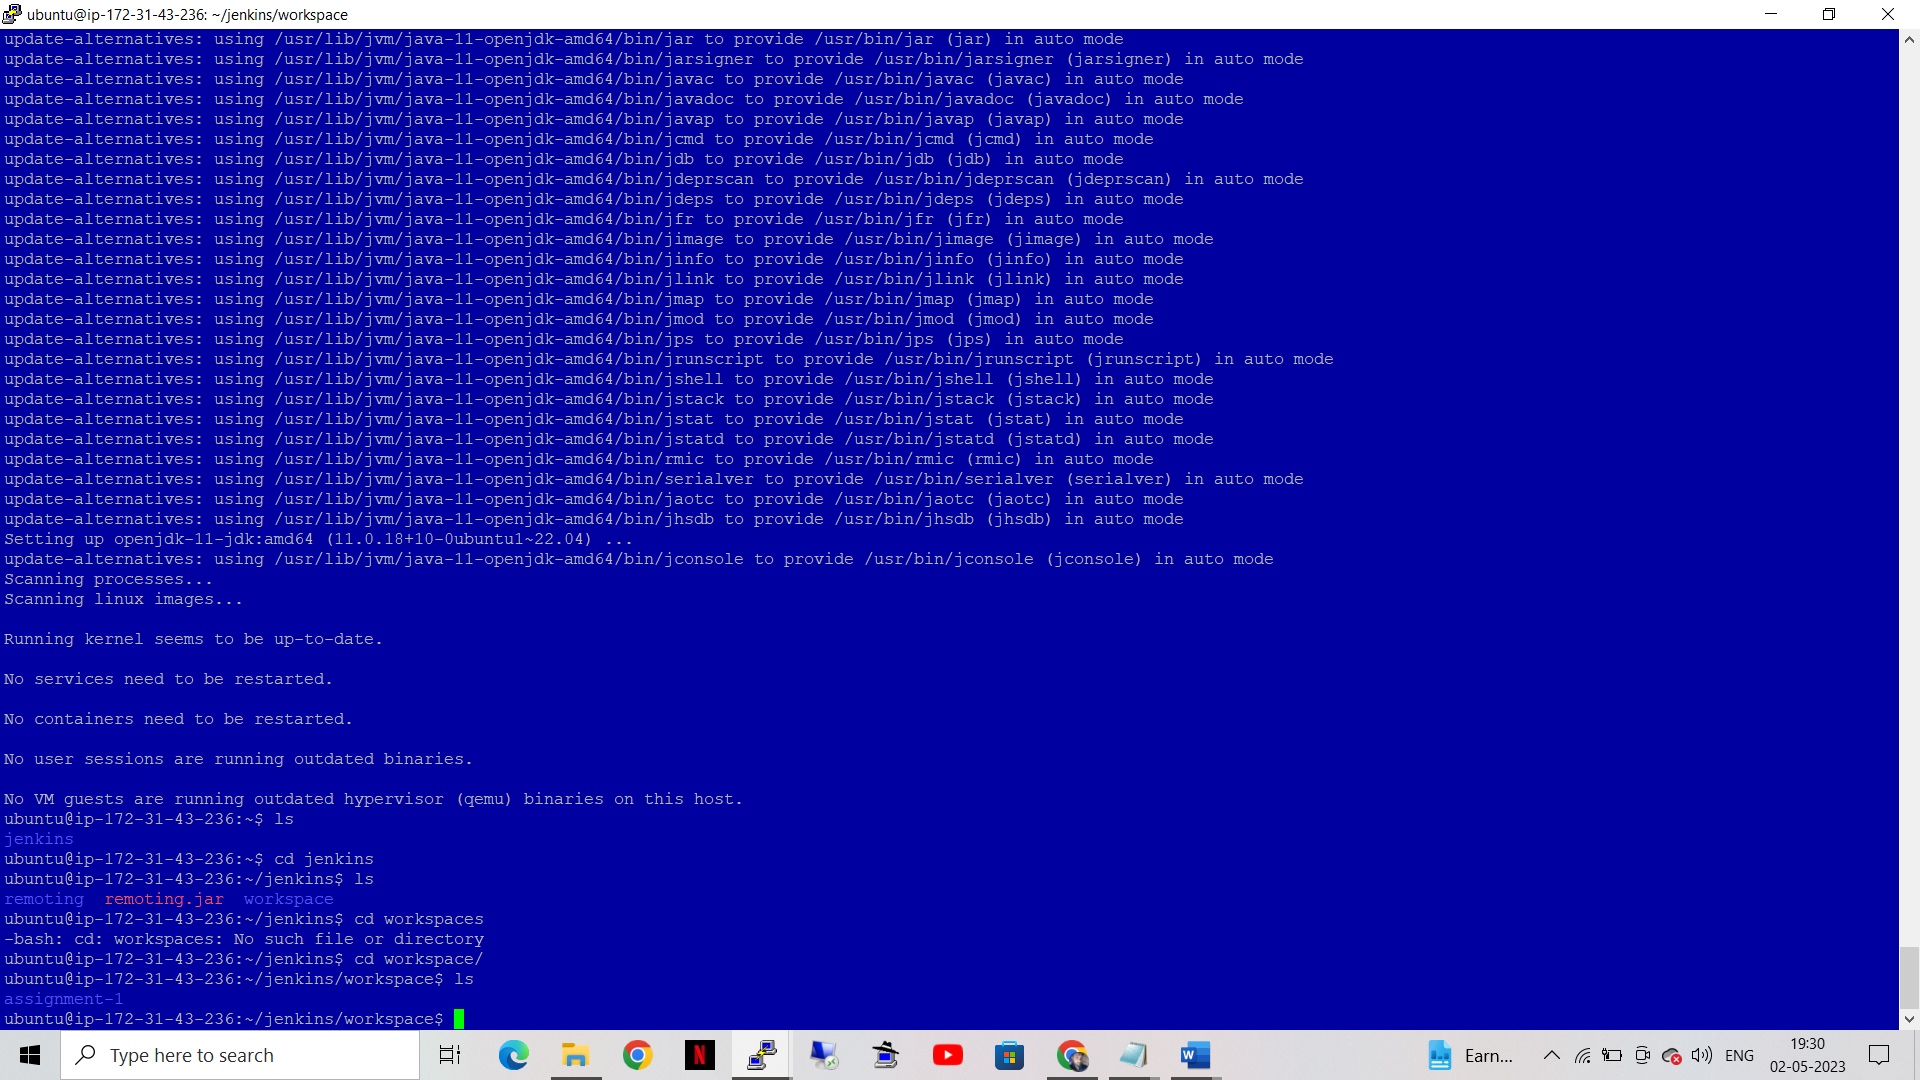 ubuntu@ip-172-31-43-236: ~/jenkins/workspace
update-alternatives: using /usr/lib/jvm/java-11-openjdk-amd64/bin/jar to provide /usr/bin/jar (jar) in auto mode
update-alternatives: using /usr/lib/jvm/java-11-openjdk-amd64/bin/jarsigner to provide /usr/bin/jarsigner (jarsigner) in auto mode
update-alternatives: using /usr/lib/jvm/java-11-openjdk-amd64/bin/javac to provide /usr/bin/javac (javac) in auto mode
update-alternatives: using /usr/lib/jvm/java-11-openjdk-amd64/bin/javadoc to provide /usr/bin/javadoc (javadoc) in auto mode
update-alternatives: using /usr/lib/jvm/java-11-openjdk-amd64/bin/javap to provide /usr/bin/javap (javap) in auto mode
update-alternatives: using /usr/lib/jvm/java-11-openjdk-amd64/bin/jcmd to provide /usr/bin/jcmd (jcmd) in auto mode
update-alternatives: using /usr/lib/jvm/java-11-openjdk-amd64/bin/jdb to provide /usr/bin/jdb (jdb) in auto mode
update-alternatives: using /usr/lib/jvm/java-11-openjdk-amd64/bin/jdeprscan to provide /usr/bin/jdeprscan (jdeprscan) in auto mode
update-alternatives: using /usr/lib/jvm/java-11-openjdk-amd64/bin/jdeps to provide /usr/bin/jdeps (jdeps) in auto mode
update-alternatives: using /usr/lib/jvm/java-11-openjdk-amd64/bin/jfr to provide /usr/bin/jfr (jfr) in auto mode
update-alternatives: using /usr/lib/jvm/java-11-openjdk-amd64/bin/jimage to provide /usr/bin/jimage (jimage) in auto mode
update-alternatives: using /usr/lib/jvm/java-11-openjdk-amd64/bin/jinfo to provide /usr/bin/jinfo (jinfo) in auto mode
update-alternatives: using /usr/lib/jvm/java-11-openjdk-amd64/bin/jlink to provide /usr/bin/jlink (jlink) in auto mode
update-alternatives: using /usr/lib/jvm/java-11-openjdk-amd64/bin/jmap to provide /usr/bin/jmap (jmap) in auto mode
update-alternatives: using /usr/lib/jvm/java-11-openjdk-amd64/bin/jmod to provide /usr/bin/jmod (jmod) in auto mode
update-alternatives: using /usr/lib/jvm/java-11-openjdk-amd64/bin/jps to provide /usr/bin/jps (jps) in auto mode
update-alternatives: using /usr/lib/jvm/java-11-openjdk-amd64/bin/jrunscript to provide /usr/bin/jrunscript (jrunscript) in auto mode
update-alternatives: using /usr/lib/jvm/java-11-openjdk-amd64/bin/jshell to provide /usr/bin/jshell (jshell) in auto mode
update-alternatives: using /usr/lib/jvm/java-11-openjdk-amd64/bin/jstack to provide /usr/bin/jstack (jstack) in auto mode
update-alternatives: using /usr/lib/jvm/java-11-openjdk-amd64/bin/jstat to provide /usr/bin/jstat (jstat) in auto mode
update-alternatives: using /usr/lib/jvm/java-11-openjdk-amd64/bin/jstatd to provide /usr/bin/jstatd (jstatd) in auto mode
update-alternatives: using /usr/lib/jvm/java-11-openjdk-amd64/bin/rmic to provide /usr/bin/rmic (rmic) in auto mode
update-alternatives: using /usr/lib/jvm/java-11-openjdk-amd64/bin/serialver to provide /usr/bin/serialver (serialver) in auto mode
update-alternatives: using /usr/lib/jvm/java-11-openjdk-amd64/bin/jaotc to provide /usr/bin/jaotc (jaotc) in auto mode
update-alternatives: using /usr/lib/jvm/java-11-openjdk-amd64/bin/jhsdb to provide /usr/bin/jhsdb (jhsdb) in auto mode
Setting up openjdk-11-jdk:amd64 (11.0.18+10-0ubuntu1~22.04) ...
update-alternatives: using /usr/lib/jvm/java-11-openjdk-amd64/bin/jconsole to provide /usr/bin/jconsole (jconsole) in auto mode
Scanning processes...
Scanning linux images...
Running kernel seems to be up-to-date.
No services need to be restarted.
No containers need to be restarted.
No user sessions are running outdated binaries.
No VM guests are running outdated hypervisor (qemu) binaries on this host.
ubuntu@ip-172-31-43-236:~$ ls
jenkins
ubuntu@ip-172-31-43-236:~$ cd jenkins
ubuntu@ip-172-31-43-236:~/jenkins$ ls
remoting  remoting.jar  workspace
ubuntu@ip-172-31-43-236:~/jenkins$ cd workspaces
-bash: cd: workspaces: No such file or directory
ubuntu@ip-172-31-43-236:~/jenkins$ cd workspace/
ubuntu@ip-172-31-43-236:~/jenkins/workspace$ ls
assignment-1
ubuntu@ip-172-31-43-236:~/jenkins/workspace$
Type here to search
N
W
Earn...
ENG
19:30
02-05-2023